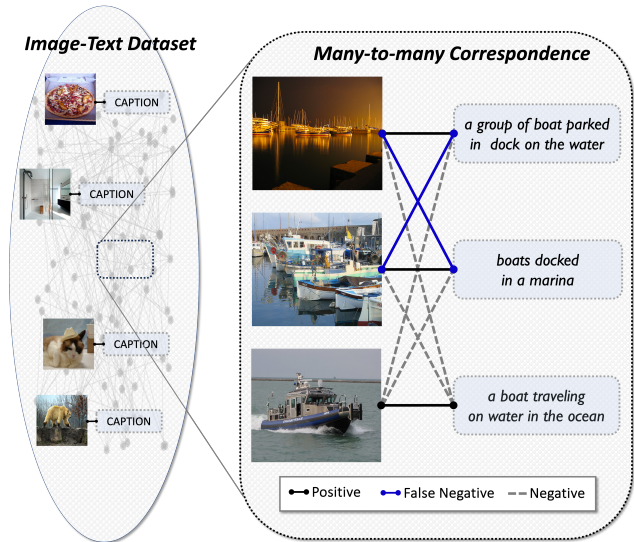 Image-Text Dataset
CAPTION
CAPTION
CAPTION
CAPTION
Many-to-many Correspondence
a group of boat parked
in dock on the water
boats docked
in a marina
a boat traveling
on water in the ocean
Positive
False Negative
Negative